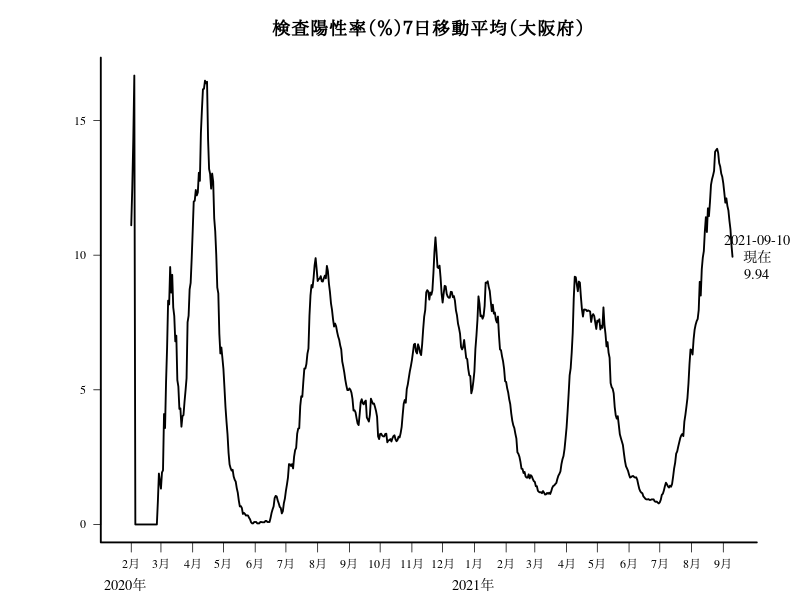 検査陽性率(%)7日移動平均(大阪府)
15
10
5
0
2021-09-10
現在
9.94
2月 3月 4月 5月 6月 7月 8月 9月 10月 11月 12月 1月 2月 3月 4月 5月 6月 7月 8月 9月
2020年 2021年